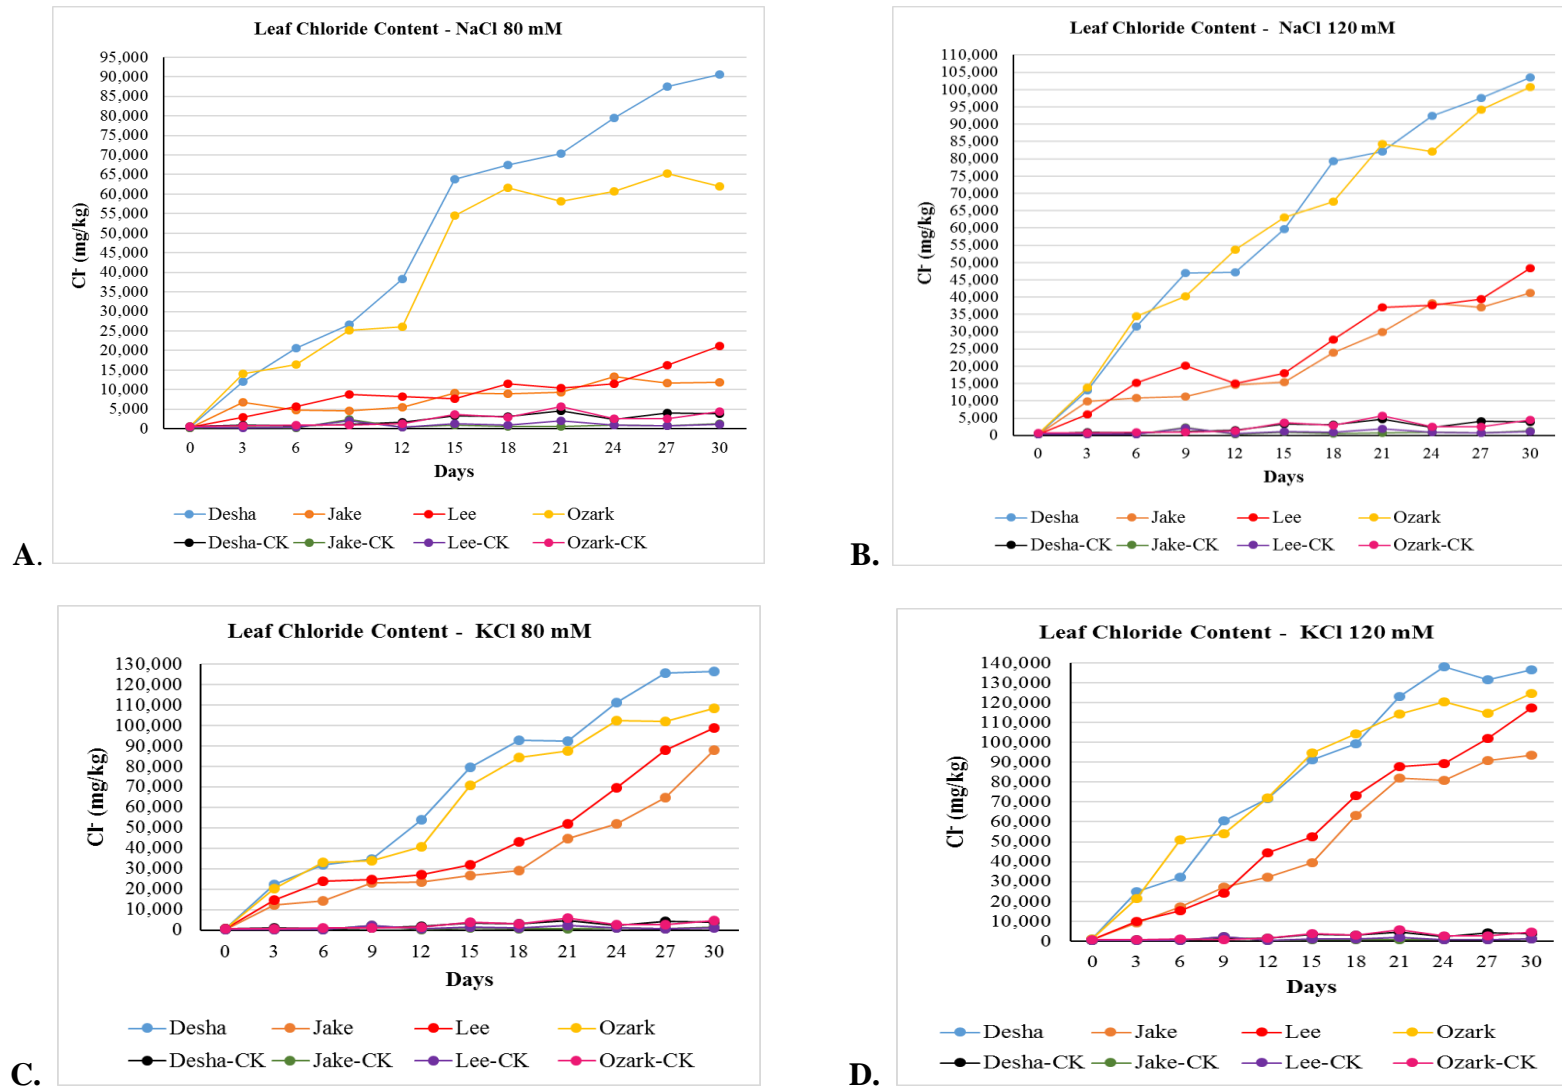 Leaf Chloride Content - NaCl 80 mM
95,000
90,000
85,000
80,000
75,000
70,000
65,000
60,000
55,000
50,000
45,000
40,000
35,000
30,000
25,000
20,000
15,000
10,000
5,000
0
Cl- (mg/kg)
0 3 6 9 12 15 18 21 24 27 30
Days
Desha Jake Lee Ozark
Desha-CK Jake-CK Lee-CK Ozark-CK
A.
Leaf Chloride Content - NaCl 120 mM
110,000
105,000
100,000
95,000
90,000
85,000
80,000
75,000
70,000
65,000
60,000
55,000
50,000
45,000
40,000
35,000
30,000
25,000
20,000
15,000
10,000
5,000
0
Cl- (mg/kg)
0 3 6 9 12 15 18 21 24 27 30
Days
Desha Jake Lee Ozark
Desha-CK Jake-CK Lee-CK Ozark-CK
B.
Leaf Chloride Content - KCl 80 mM
130,000
120,000
110,000
100,000
90,000
80,000
70,000
60,000
50,000
40,000
30,000
20,000
10,000
0
Cl- (mg/kg)
0 3 6 9 12 15 18 21 24 27 30
Days
Desha Jake Lee Ozark
Desha-CK Jake-CK Lee-CK Ozark-CK
C.
Leaf Chloride Content - KCl 120 mM
140,000
130,000
120,000
110,000
100,000
90,000
80,000
70,000
60,000
50,000
40,000
30,000
20,000
10,000
0
Cl- (mg/kg)
0 3 6 9 12 15 18 21 24 27 30
Days
Desha Jake Lee Ozark
Desha-CK Jake-CK Lee-CK Ozark-CK
D.